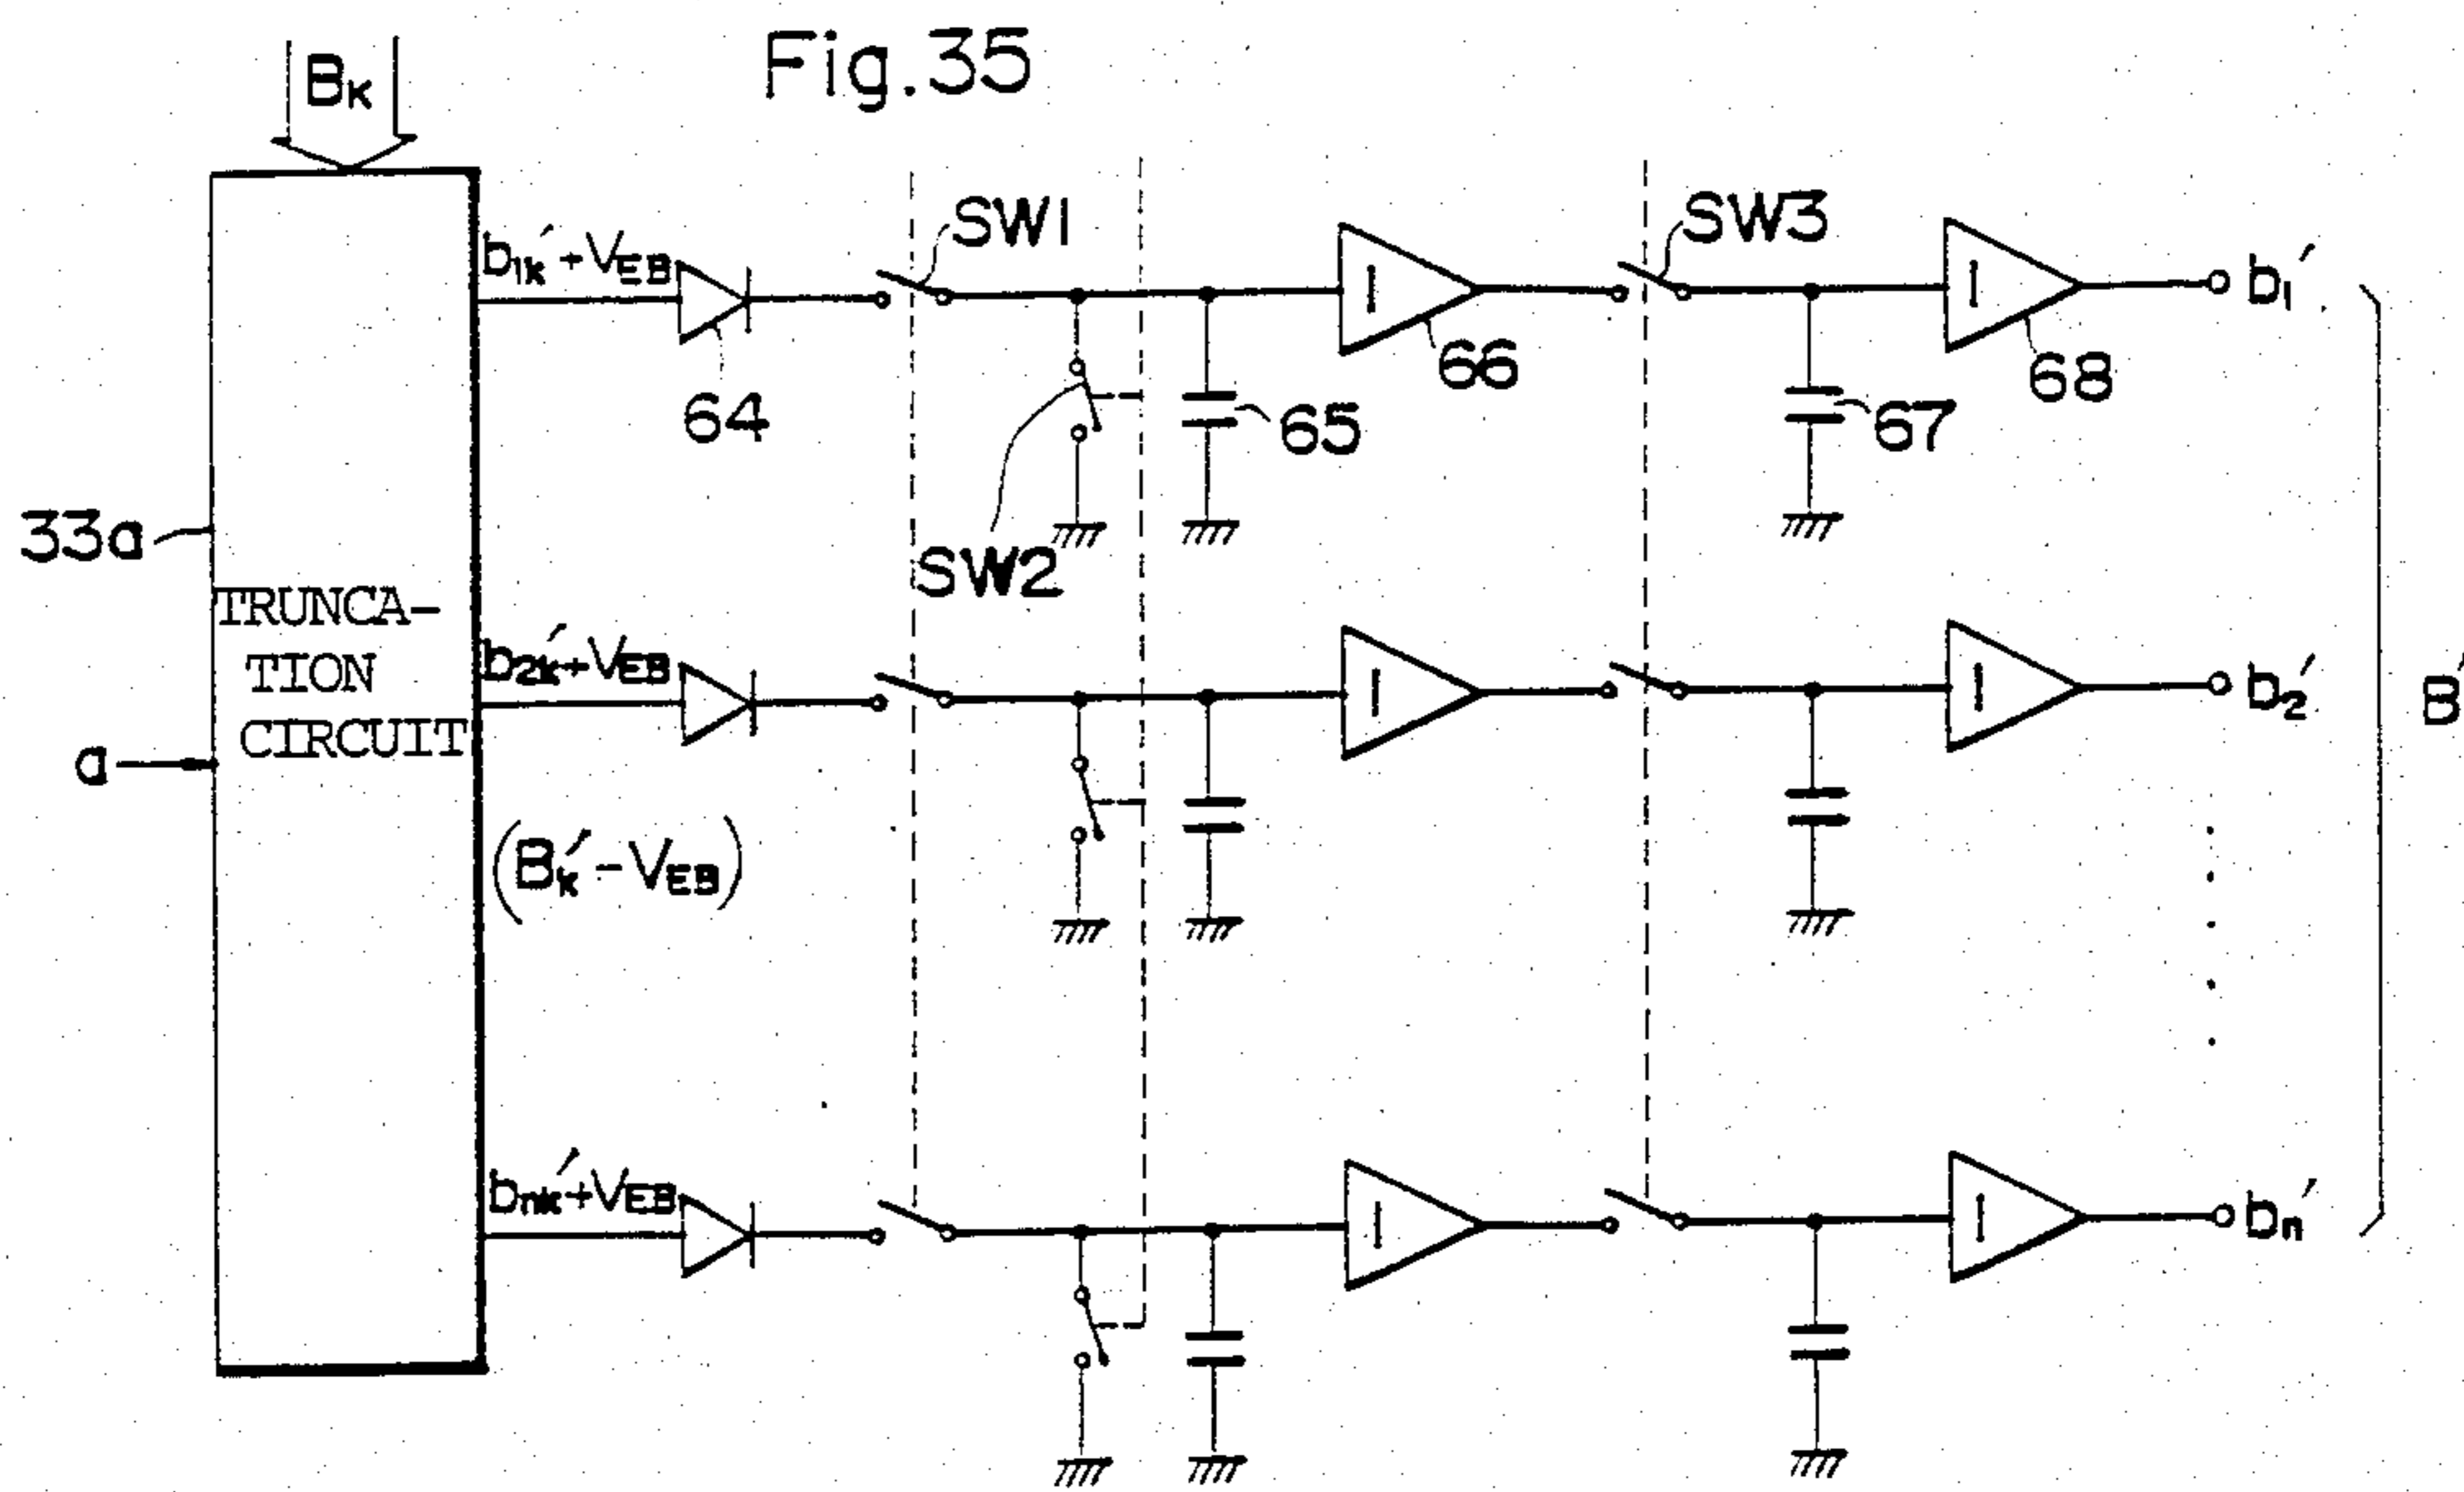 Fig.35
Bk
b1k′+VEB
SW1
SW3
b1′
64
SW2
65
66
67
68
33a
TRUNCA-
TION
CIRCUIT
b2k′+VEB
b2′
B′
a
(Bk′-VEB)
bnk′+VEB
bn′
1
1
1
1
1
1